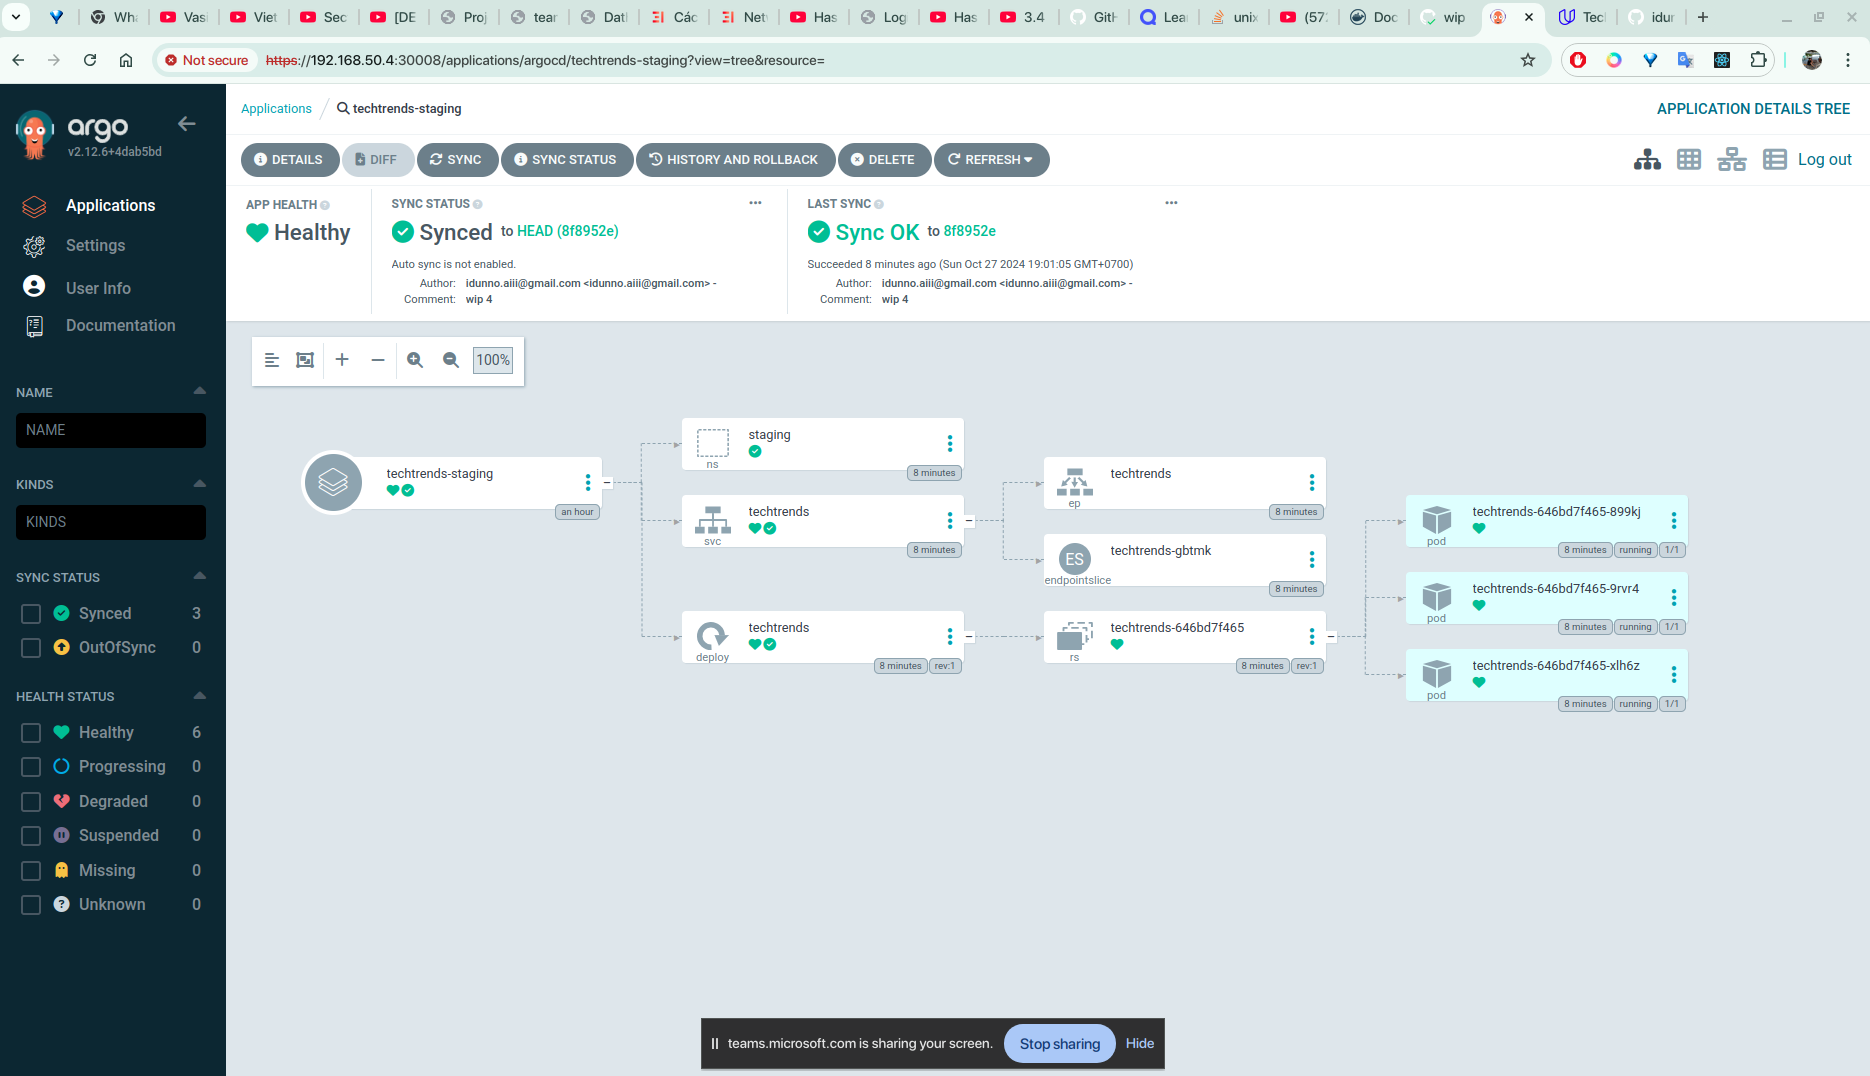 Wha
Vasi
Viet
Sec
[DE
Proj
tear
Datl
Các
Net
Has
Log
Has
3.4
GitH
Lear
unix
(57
Doc
wip
Tec
idur
Not secure https://192.168.50.4:30008/applications/argocd/techtrends-staging?view=tree&resource=
argo
v2.12.6+4dab5bd
Applications
Settings
User Info
Documentation
NAME
NAME
KINDS
KINDS
SYNC STATUS
Synced 3
OutOfSync 0
HEALTH STATUS
Healthy 6
Progressing 0
Degraded 0
Suspended 0
Missing 0
Unknown 0
Applications / techtrends-staging
APPLICATION DETAILS TREE
DETAILS DIFF SYNC SYNC STATUS HISTORY AND ROLLBACK DELETE REFRESH
Log out
APP HEALTH
Healthy
SYNC STATUS
Synced to HEAD (8f8952e)
Auto sync is not enabled.
Author: idunno.aiii@gmail.com <idunno.aiii@gmail.com> -
Comment: wip 4
LAST SYNC
Sync OK to 8f8952e
Succeeded 8 minutes ago (Sun Oct 27 2024 19:01:05 GMT+0700)
Author: idunno.aiii@gmail.com <idunno.aiii@gmail.com> -
Comment: wip 4
100%
techtrends-staging
an hour
staging
ns
8 minutes
techtrends
svc
8 minutes
techtrends
deploy
8 minutes rev:1
techtrends
ep
8 minutes
ES
techtrends-gbtmk
endpointslice
8 minutes
techtrends-646bd7f465
rs
8 minutes rev:1
techtrends-646bd7f465-899kj
pod
8 minutes running 1/1
techtrends-646bd7f465-9rvr4
pod
8 minutes running 1/1
techtrends-646bd7f465-xlh6z
pod
8 minutes running 1/1
teams.microsoft.com is sharing your screen. Stop sharing Hide